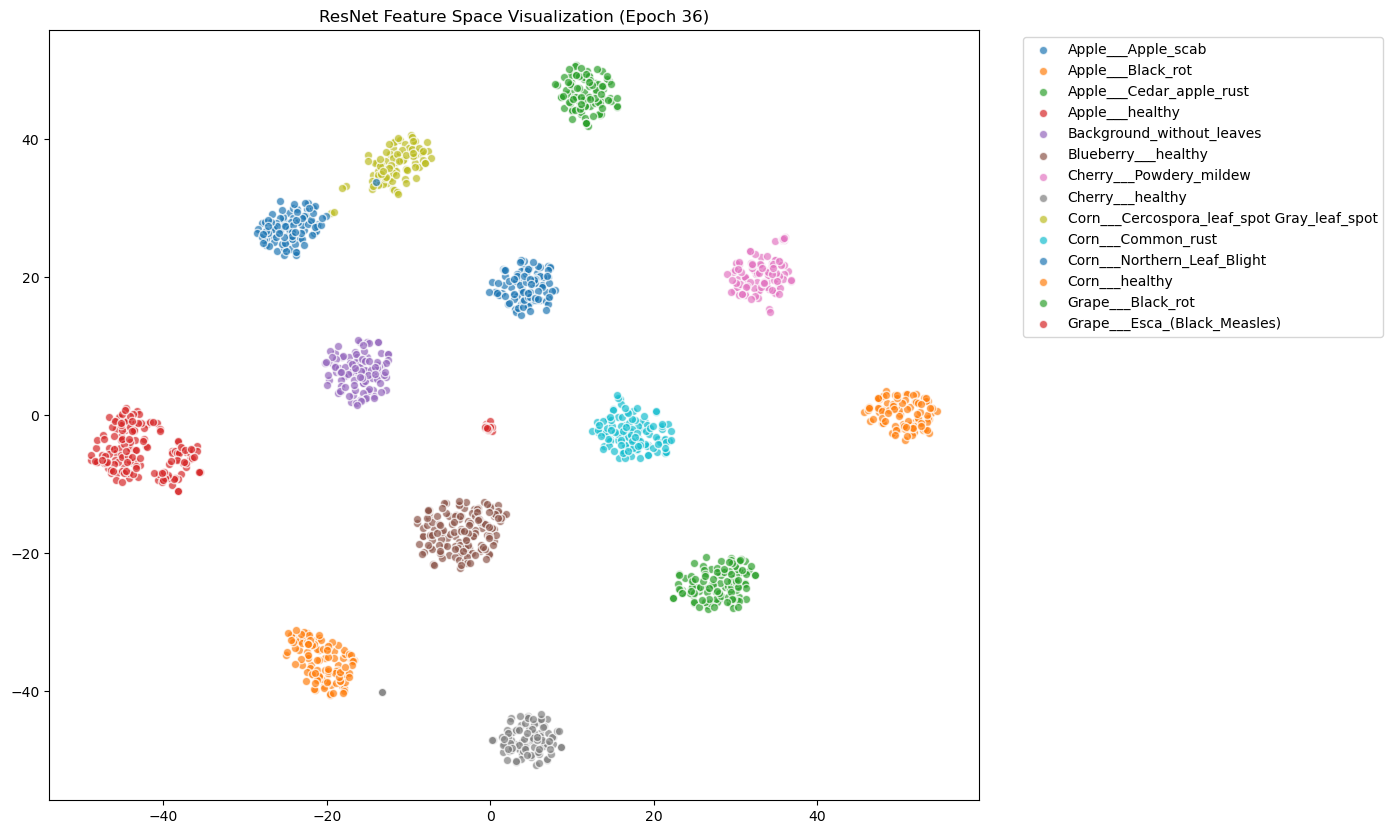 ResNet Feature Space Visualization (Epoch 36)
Apple___Apple_scab
Apple___Black_rot
Apple___Cedar_apple_rust
Apple___healthy
Background_without_leaves
Blueberry___healthy
Cherry___Powdery_mildew
Cherry___healthy
Corn___Cercospora_leaf_spot Gray_leaf_spot
Corn___Common_rust
Corn___Northern_Leaf_Blight
Corn___healthy
Grape___Black_rot
Grape___Esca_(Black_Measles)
40
20
0
−20
−40
−40
−20
0
20
40